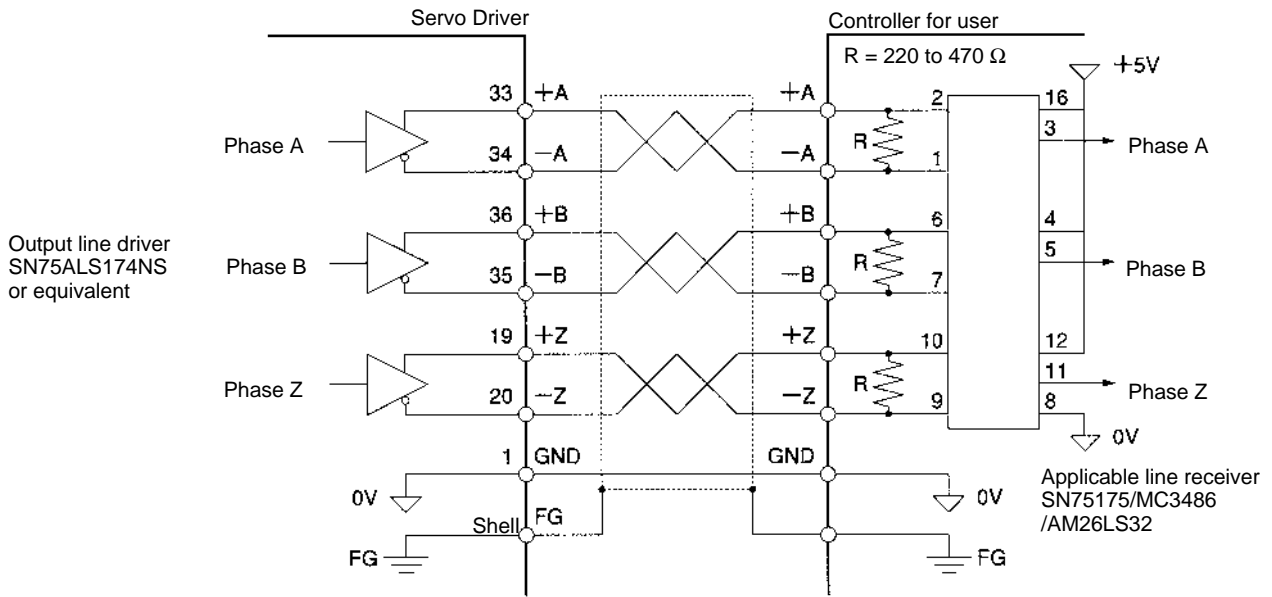 Servo Driver
Controller for user
R = 220 to 470 Ω
+5V
33 +A
+A
2
16
3
Phase A
R
Phase A
34 −A
−A
1
36 +B
+B
6
4
5
Output line driver
SN75ALS174NS
or equivalent
Phase B
R
Phase B
35 −B
−B
7
19 +Z
+Z
10
12
11
Phase Z
R
Phase Z
20 −Z
−Z
9
8
0V
1 GND
GND
0V
0V
Applicable line receiver
SN75175/MC3486
/AM26LS32
Shell
FG
FG
FG